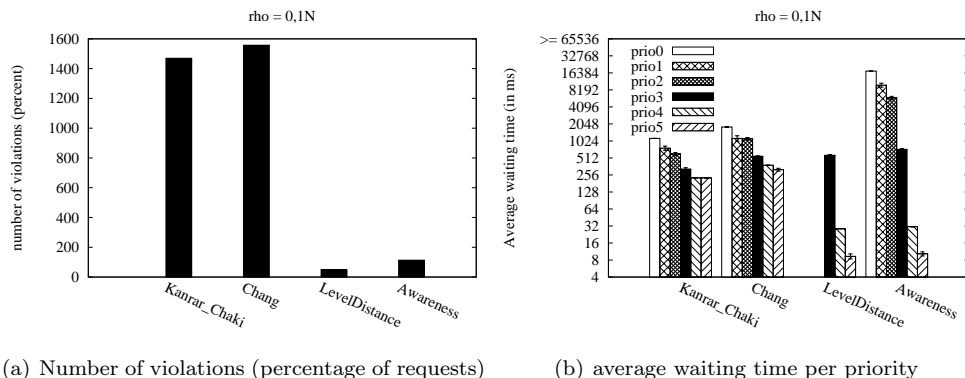 rho = 0,1N
number of violations (percent)
1600
1400
1200
1000
800
600
400
200
0
Kanrar_Chaki
Chang
LevelDistance
Awareness
(a) Number of violations (percentage of requests)
rho = 0,1N
Average waiting time (in ms)
>= 65536
32768
16384
8192
4096
2048
1024
512
256
128
64
32
16
8
4
prio0
prio1
prio2
prio3
prio4
prio5
Kanrar_Chaki
Chang
LevelDistance
Awareness
(b) average waiting time per priority